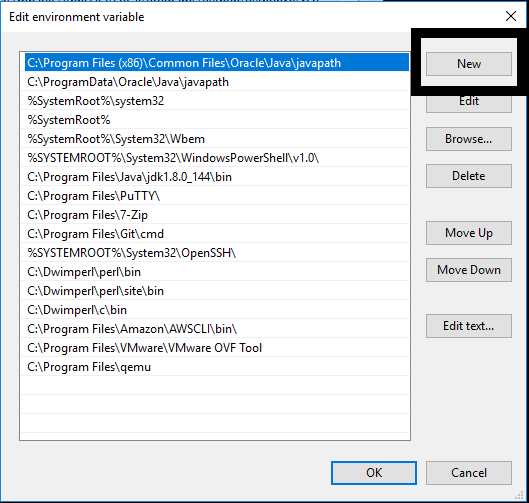 Edit environment variable
C:\Program Files (x86)\Common Files\Oracle\Java\javapath
C:\ProgramData\Oracle\Java\javapath
%SystemRoot%\system32
%SystemRoot%
%SystemRoot%\System32\Wbem
%SYSTEMROOT%\System32\WindowsPowerShell\v1.0\
C:\Program Files\Java\jdk1.8.0_144\bin
C:\Program Files\PuTTY\
C:\Program Files\7-Zip
C:\Program Files\Git\cmd
%SYSTEMROOT%\System32\OpenSSH\
C:\Dwimperl\perl\bin
C:\Dwimperl\perl\site\bin
C:\Dwimperl\c\bin
C:\Program Files\Amazon\AWSCLI\bin\
C:\Program Files\VMware\VMware OVF Tool
C:\Program Files\qemu
New
Edit
Browse...
Delete
Move Up
Move Down
Edit text...
OK
Cancel